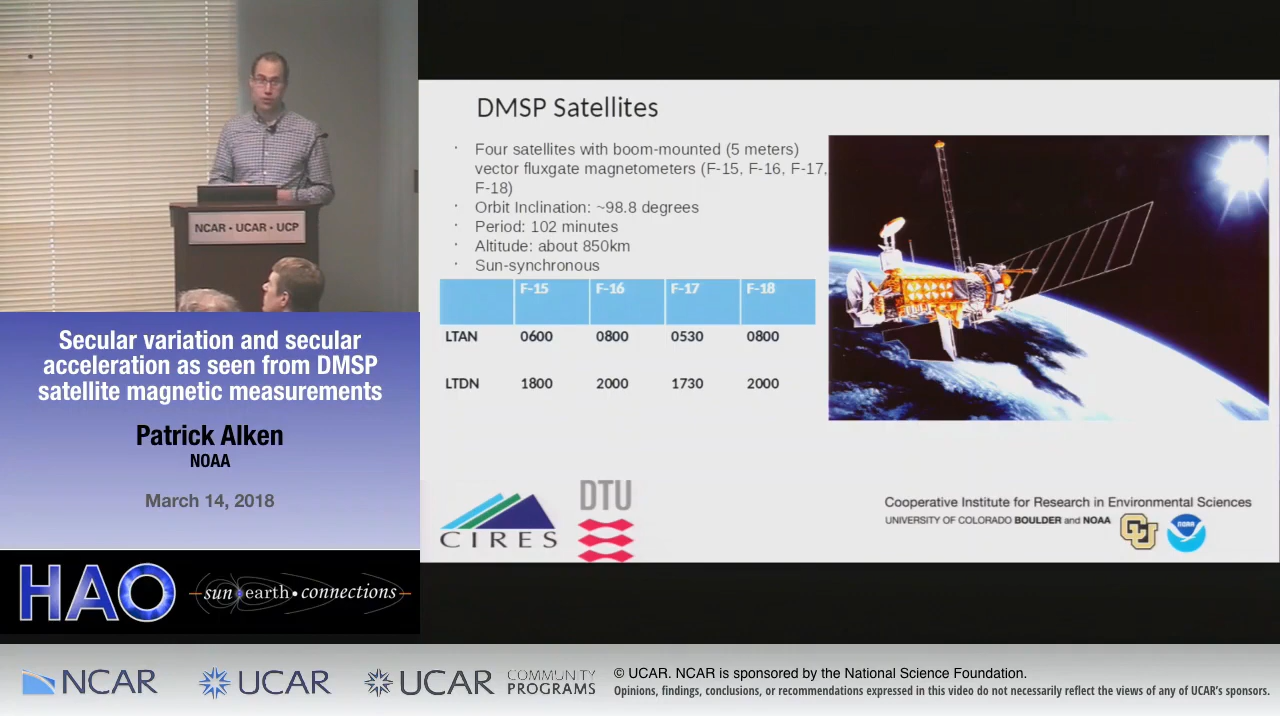 NCAR • UCAR • UCP
Secular variation and secular
acceleration as seen from DMSP
satellite magnetic measurements
Patrick Alken
NOAA
March 14, 2018
HAO
sun earth • connections
DMSP Satellites
· Four satellites with boom-mounted (5 meters)
vector fluxgate magnetometers (F-15, F-16, F-17,
F-18)
· Orbit Inclination: ~98.8 degrees
· Period: 102 minutes
· Altitude: about 850km
· Sun-synchronous
F-15 F-16 F-17 F-18
LTAN 0600 0800 0530 0800
LTDN 1800 2000 1730 2000
CIRES
DTU
Cooperative Institute for Research in Environmental Sciences
UNIVERSITY OF COLORADO BOULDER and NOAA
CU
NOAA
NCAR
UCAR
UCAR
COMMUNITY
PROGRAMS
© UCAR. NCAR is sponsored by the National Science Foundation.
Opinions, findings, conclusions, or recommendations expressed in this video do not necessarily reflect the views of any of UCAR's sponsors.